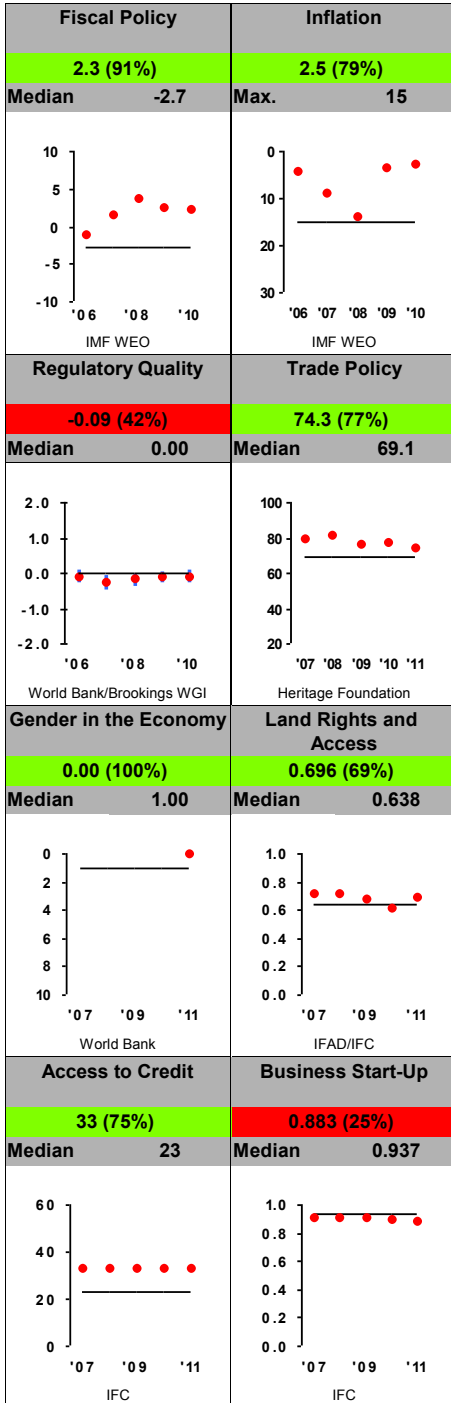 Fiscal Policy
2.3 (91%)
Median -2.7
10
5
0
-5
-10
'06 '08 '10
IMF WEO
Inflation
2.5 (79%)
Max. 15
0
10
20
30
'06 '07 '08 '09 '10
IMF WEO
Regulatory Quality
-0.09 (42%)
Median 0.00
2.0
1.0
0.0
-1.0
-2.0
'06 '08 '10
World Bank/Brookings WGI
Trade Policy
74.3 (77%)
Median 69.1
100
80
60
40
20
'07 '08 '09 '10 '11
Heritage Foundation
Gender in the Economy
0.00 (100%)
Median 1.00
0
2
4
6
8
10
'07 '09 '11
World Bank
Land Rights and
Access
0.696 (69%)
Median 0.638
1.0
0.8
0.6
0.4
0.2
0.0
'07 '09 '11
IFAD/IFC
Access to Credit
33 (75%)
Median 23
60
40
20
0
'07 '09 '11
IFC
Business Start-Up
0.883 (25%)
Median 0.937
1.0
0.8
0.6
0.4
0.2
0.0
'07 '09 '11
IFC